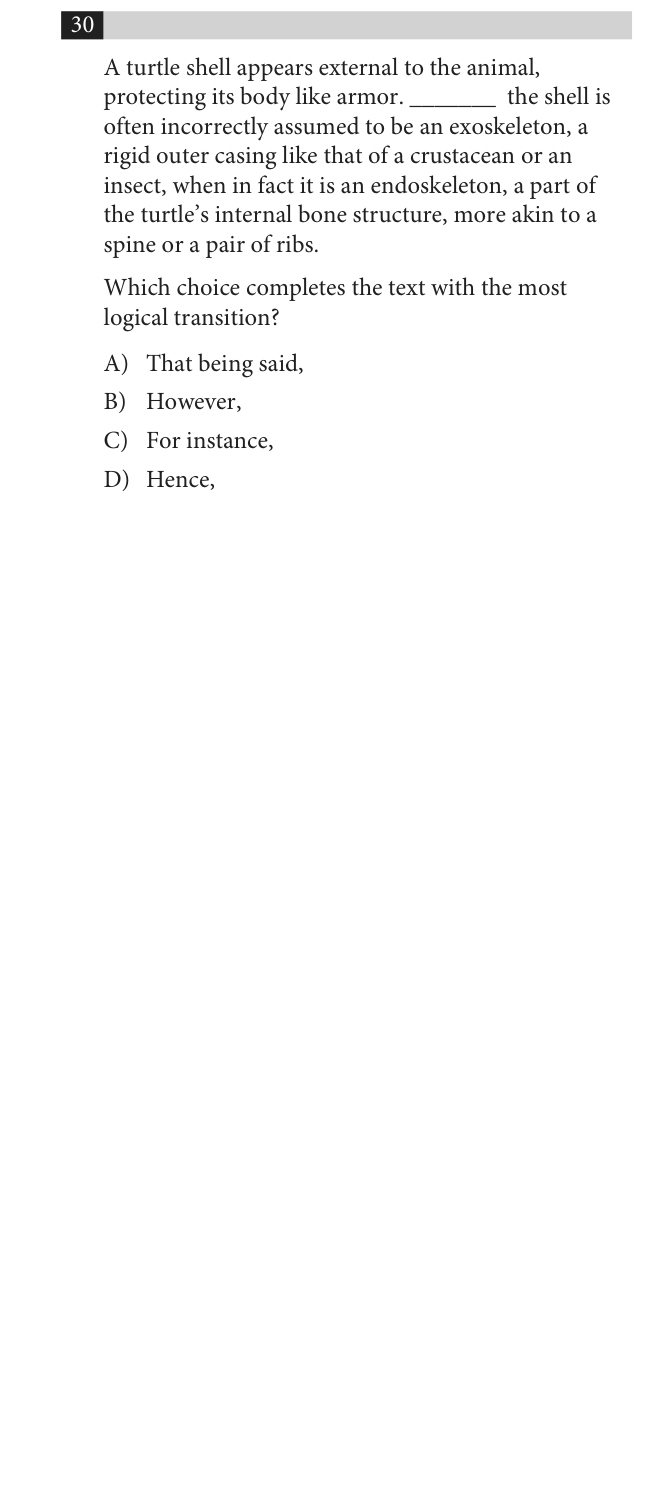 30
A turtle shell appears external to the animal,
protecting its body like armor. _______ the shell is
often incorrectly assumed to be an exoskeleton, a
rigid outer casing like that of a crustacean or an
insect, when in fact it is an endoskeleton, a part of
the turtle’s internal bone structure, more akin to a
spine or a pair of ribs.
Which choice completes the text with the most
logical transition?
A) That being said,
B) However,
C) For instance,
D) Hence,